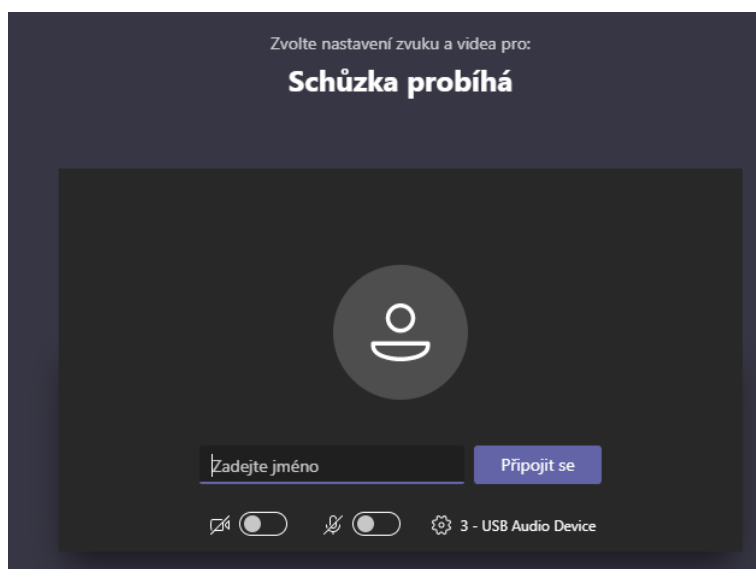 Zvolte nastavení zvuku a videa pro:
Schůzka probíhá
Zadejte jméno
Připojit se
3 - USB Audio Device